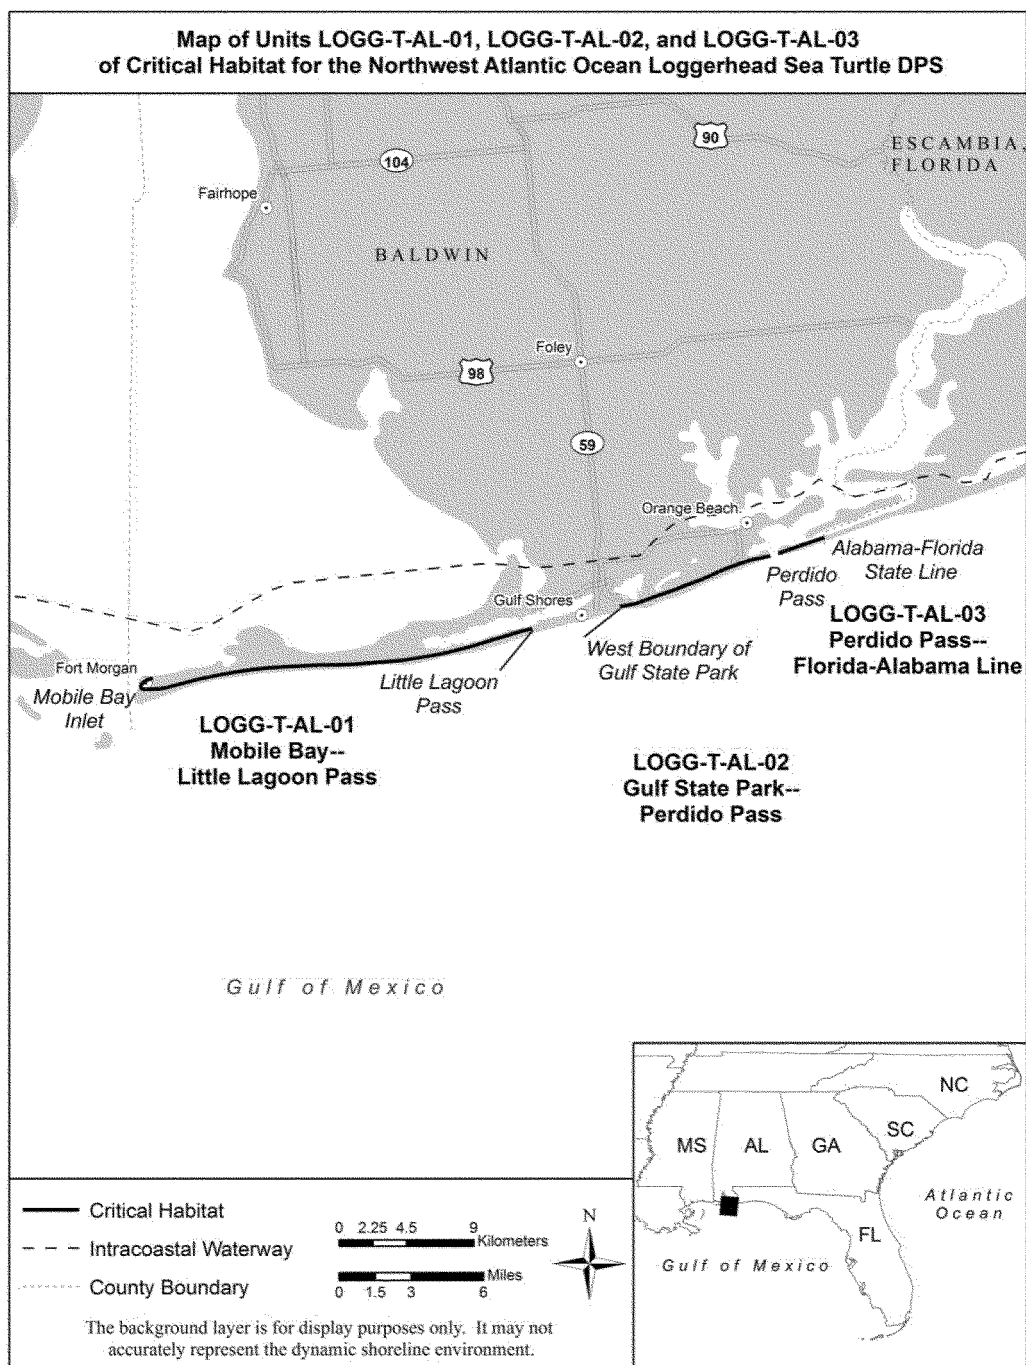 Map of Units LOGG-T-AL-01, LOGG-T-AL-02, and LOGG-T-AL-03
of Critical Habitat for the Northwest Atlantic Ocean Loggerhead Sea Turtle DPS
90
ESCAMBIA,
FLORIDA
104
Fairhope
BALDWIN
Foley
98
59
Orange Beach
Alabama-Florida
State Line
Perdido
Pass
Gulf Shores
LOGG-T-AL-03
Perdido Pass--
Florida-Alabama Line
West Boundary of
Gulf State Park
Fort Morgan
Mobile Bay
Inlet
Little Lagoon
Pass
LOGG-T-AL-01
Mobile Bay--
Little Lagoon Pass
LOGG-T-AL-02
Gulf State Park--
Perdido Pass
Gulf of Mexico
NC
SC
MS
AL
GA
Atlantic
Ocean
FL
Gulf of Mexico
Critical Habitat
Intracoastal Waterway
County Boundary
0 2.25 4.5 9
Kilometers
Miles
0 1.5 3 6
N
The background layer is for display purposes only. It may not
accurately represent the dynamic shoreline environment.